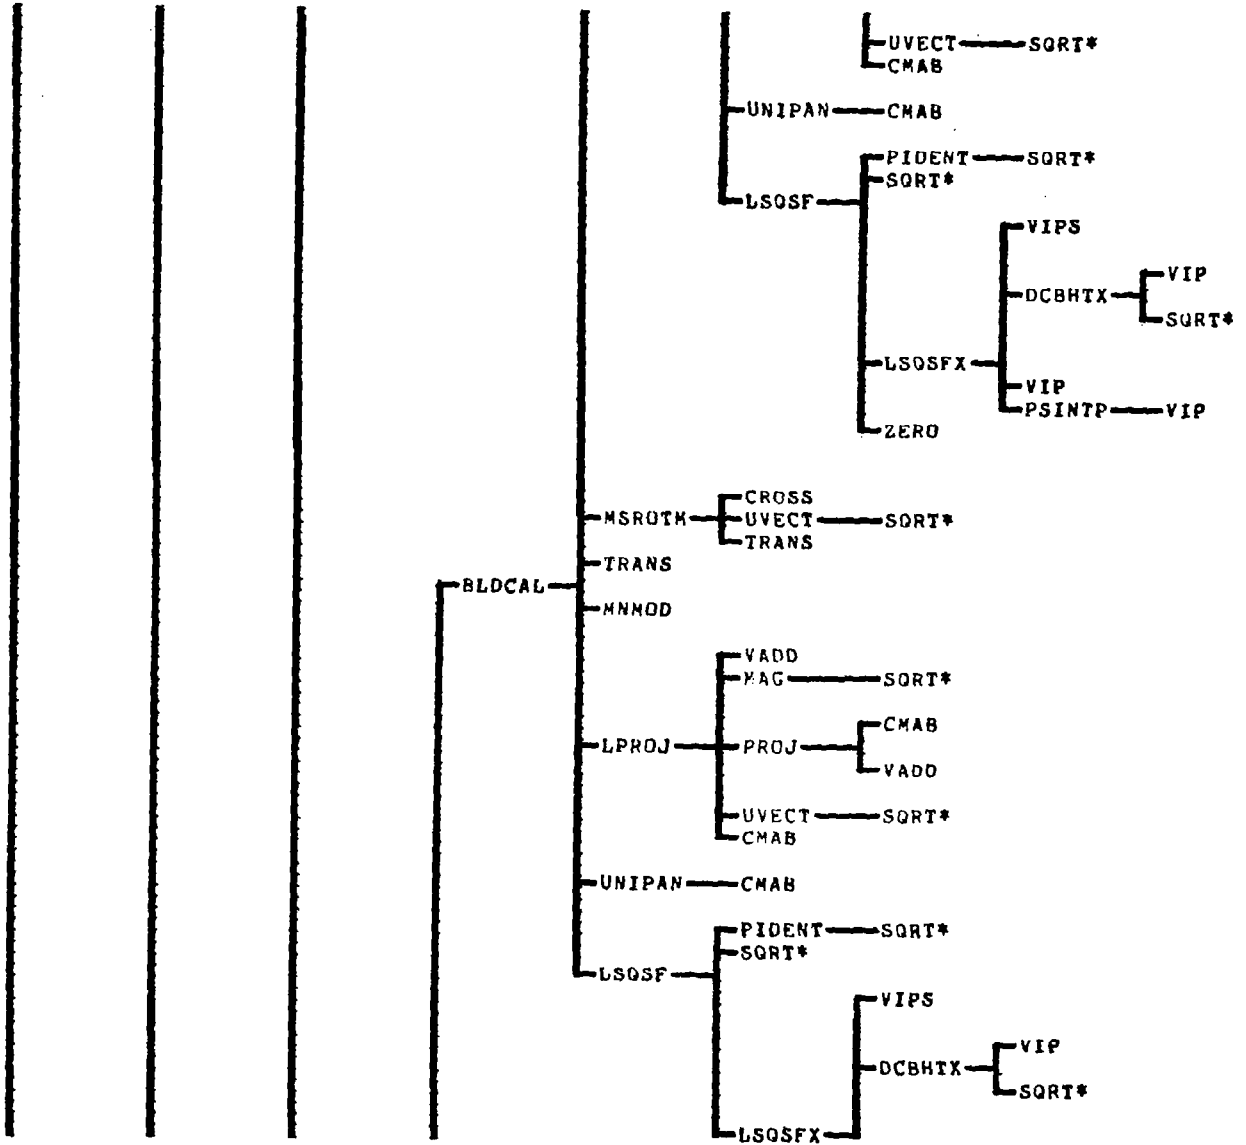 UVECT SQRT*
CMAB
UNIPAN CMAB
PIDENT SQRT*
SQRT*
LSQSF
VIPS
VIP
DCBHTX
SQRT*
LSQSFX
VIP
PSINTP VIP
ZERO
CROSS
MSROTM UVECT SQRT*
TRANS
TRANS
BLDCAL
MNMOD
VADD
MAG SQRT*
CMAB
LPROJ PROJ
VADD
UVECT SQRT*
CMAB
UNIPAN CMAB
PIDENT SQRT*
SQRT*
LSQSF
VIPS
VIP
DCBHTX
SQRT*
LSQSFX